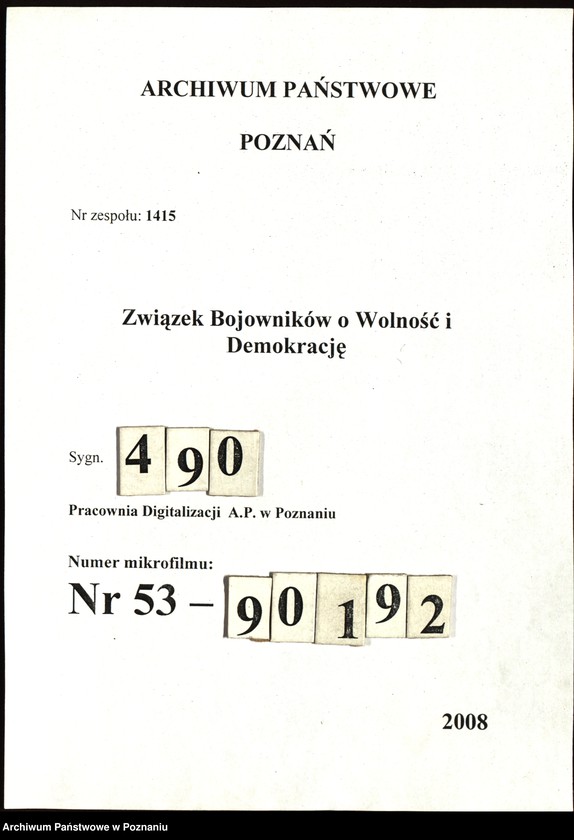 ARCHIWUM PAŃSTWOWE
POZNAŃ
Nr zespołu: 1415
Związek Bojowników o Wolność i
Demokrację
Sygn. 490
Pracownia Digitalizacji A.P. w Poznaniu
Numer mikrofilmu:
Nr 53 – 90192
2008
Archiwum Państwowe w Poznaniu